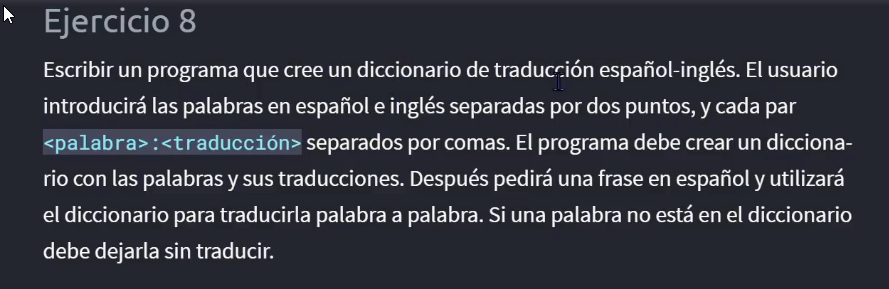 Ejercicio 8
Escribir un programa que cree un diccionario de traducción español-inglés. El usuario
introducirá las palabras en español e inglés separadas por dos puntos, y cada par
<palabra>:<traducción> separados por comas. El programa debe crear un dicciona-
rio con las palabras y sus traducciones. Después pedirá una frase en español y utilizará
el diccionario para traducirla palabra a palabra. Si una palabra no está en el diccionario
debe dejarla sin traducir.